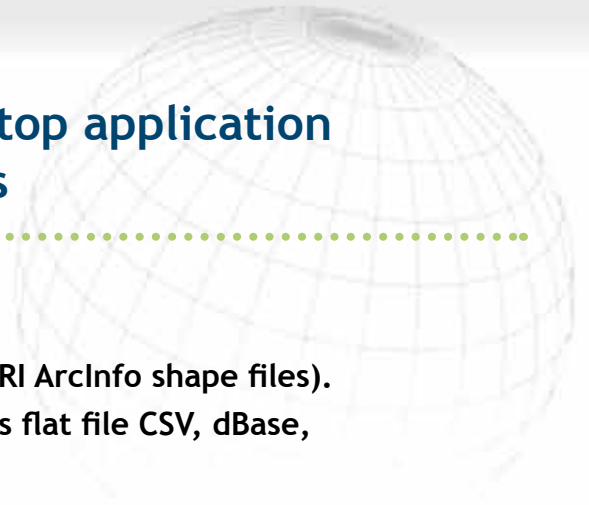 top application
s
RI ArcInfo shape files).
s flat file CSV, dBase,